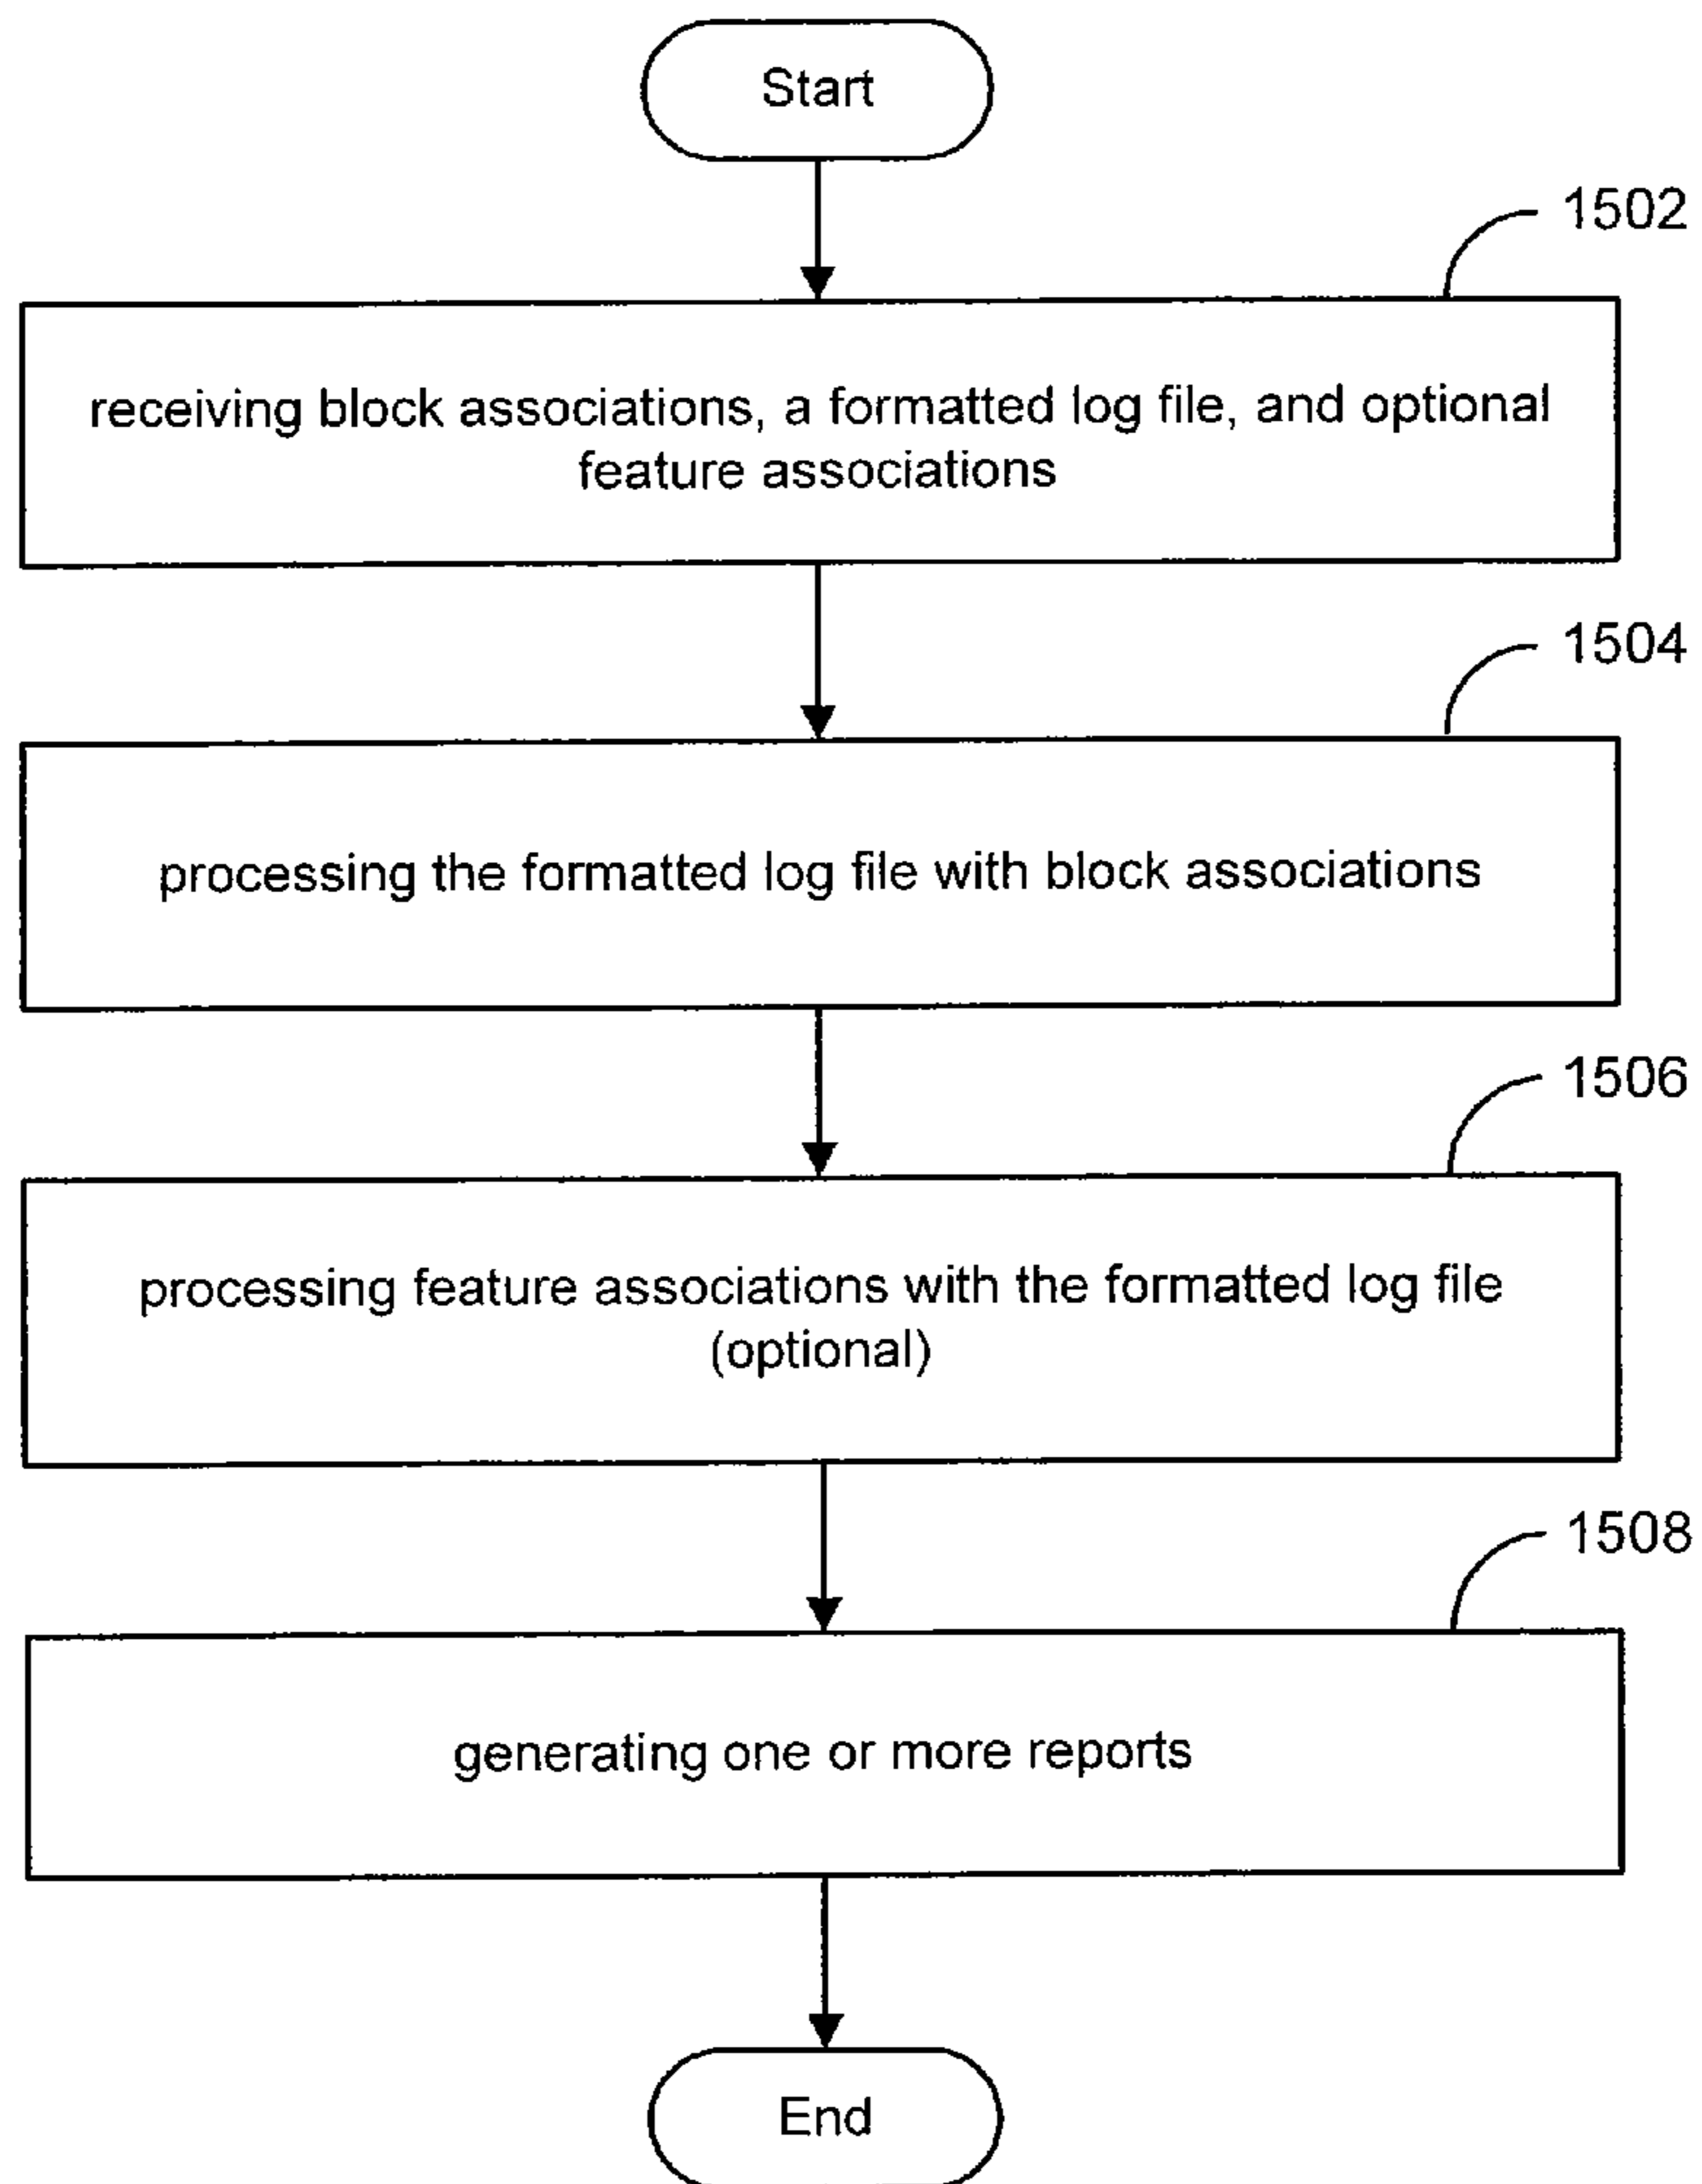 Start
1502
receiving block associations, a formatted log file, and optional
feature associations
1504
processing the formatted log file with block associations
1506
processing feature associations with the formatted log file
(optional)
1508
generating one or more reports
End